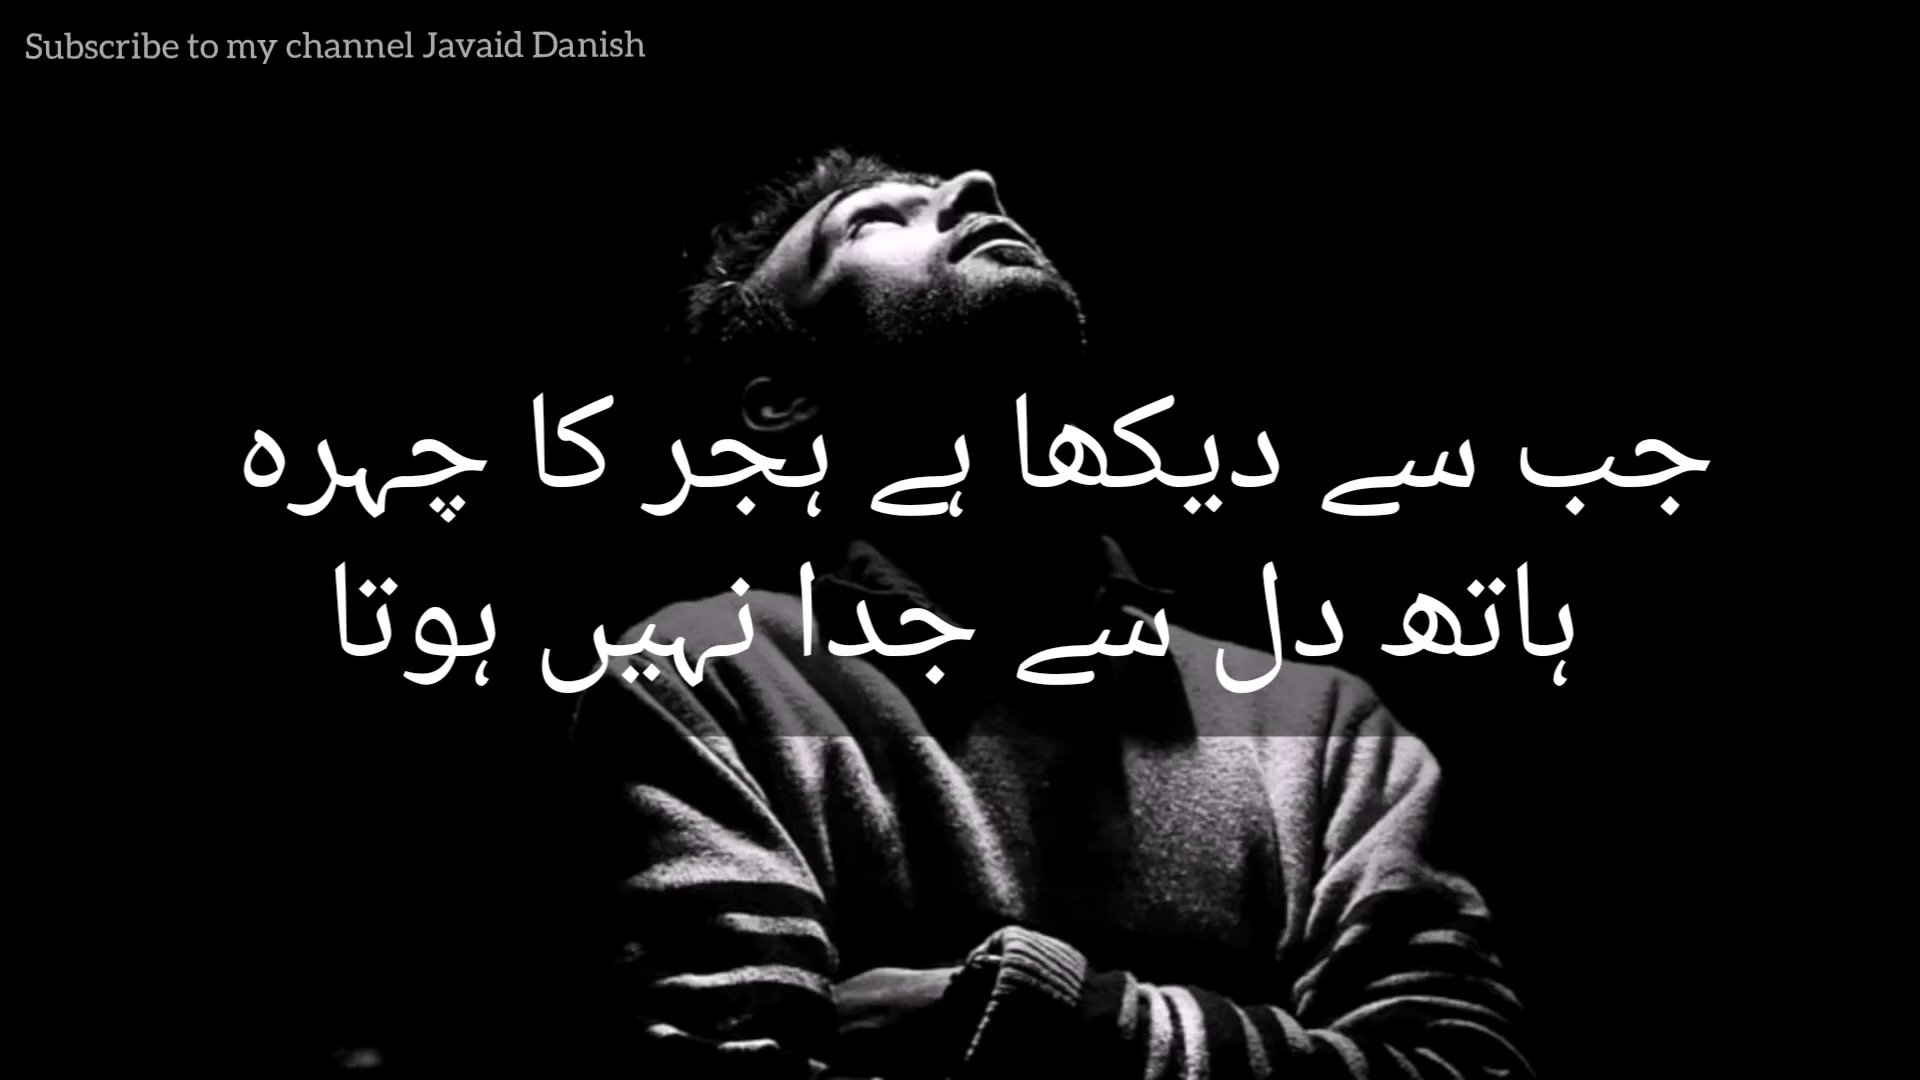 Subscribe to my channel Javaid Danish
جب سے دیکھا ہے ہجر کا چہرہ
ہاتھ دل سے جدا نہیں ہوتا